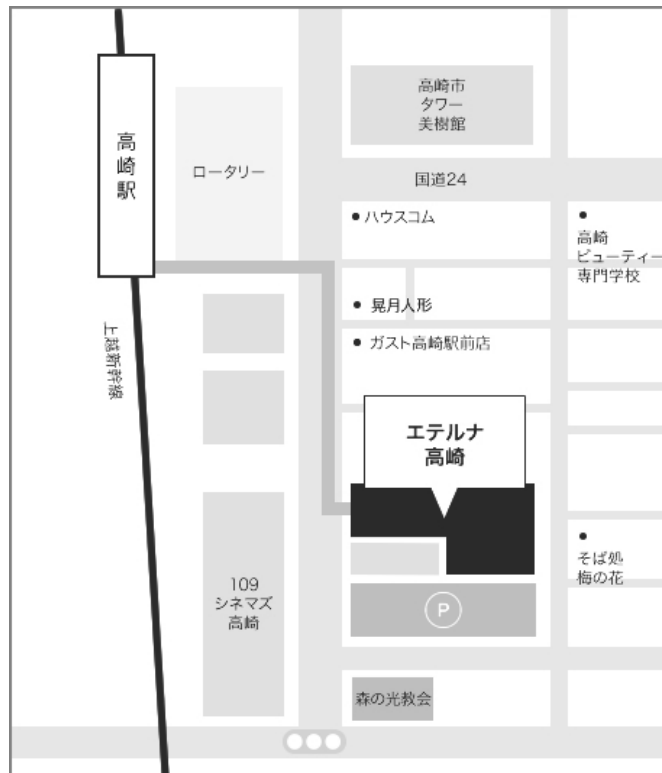 高崎市
タワー
美樹館
高崎駅
ロータリー
国道24
ハウスコム
高崎
ビューティー
専門学校
晃月人形
ガスト高崎駅前店
上越新幹線
エテルナ
高崎
そば処
梅の花
109
シネマズ
高崎
P
森の光教会